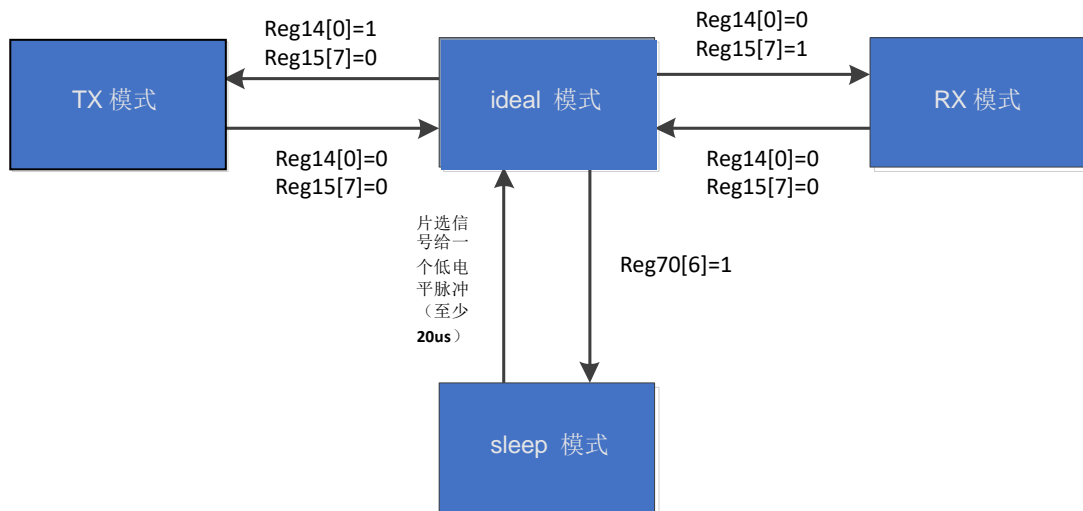 Reg14[0]=1
Reg15[7]=0
Reg14[0]=0
Reg15[7]=1
TX 模式
ideal 模式
RX 模式
Reg14[0]=0
Reg15[7]=0
Reg14[0]=0
Reg15[7]=0
片选信
号给一
个低电
平脉冲
（至少
20us）
Reg70[6]=1
sleep 模式